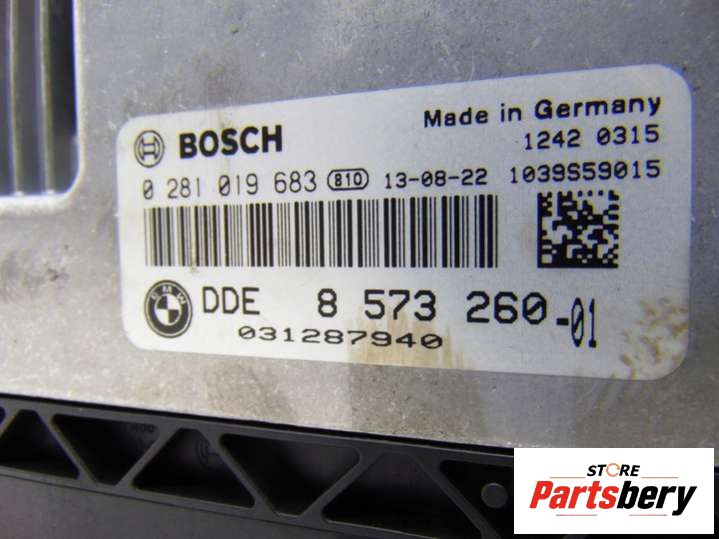 BOSCH
Made in Germany
1242 0315
0 281 019 683 810 13-08-22 1039S59015
BMW DDE 8 573 260-01
031287940
STORE
Partsbery